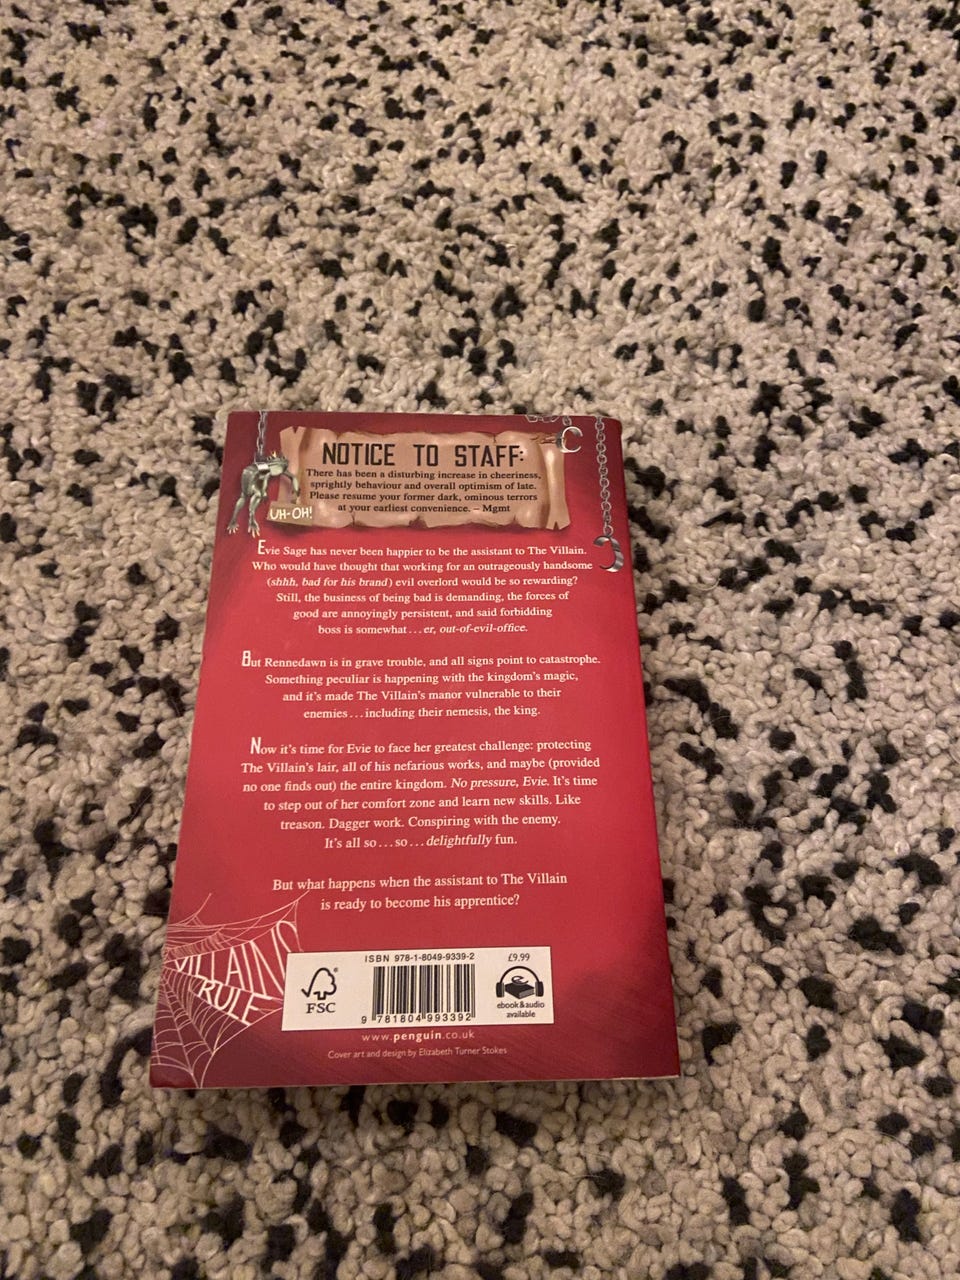 NOTICE TO STAFF:
There has been a disturbing increase in cheeriness,
sprightly behaviour and overall optimism of late.
Please resume your former dark, ominous terrors
at your earliest convenience. – Mgmt
UH-OH!
Evie Sage has never been happier to be the assistant to The Villain.
Who would have thought that working for an outrageously handsome
(shhh, bad for his brand) evil overlord would be so rewarding?
Still, the business of being bad is demanding, the forces of
good are annoyingly persistent, and said forbidding
boss is somewhat . . . er, out-of-evil-office.
But Rennedawn is in grave trouble, and all signs point to catastrophe.
Something peculiar is happening with the kingdom's magic,
and it's made The Villain's manor vulnerable to their
enemies . . . including their nemesis, the king.
Now it's time for Evie to face her greatest challenge: protecting
The Villain's lair, all of his nefarious works, and maybe (provided
no one finds out) the entire kingdom. No pressure, Evie. It's time
to step out of her comfort zone and learn new skills. Like
treason. Dagger work. Conspiring with the enemy.
It's all so . . . so . . . delightfully fun.
But what happens when the assistant to The Villain
is ready to become his apprentice?
VILLAINS
RULE
ISBN 978-1-8049-9339-2
£9.99
FSC
9 781804 993392
ebook & audio
available
www.penguin.co.uk
Cover art and design by Elizabeth Turner Stokes